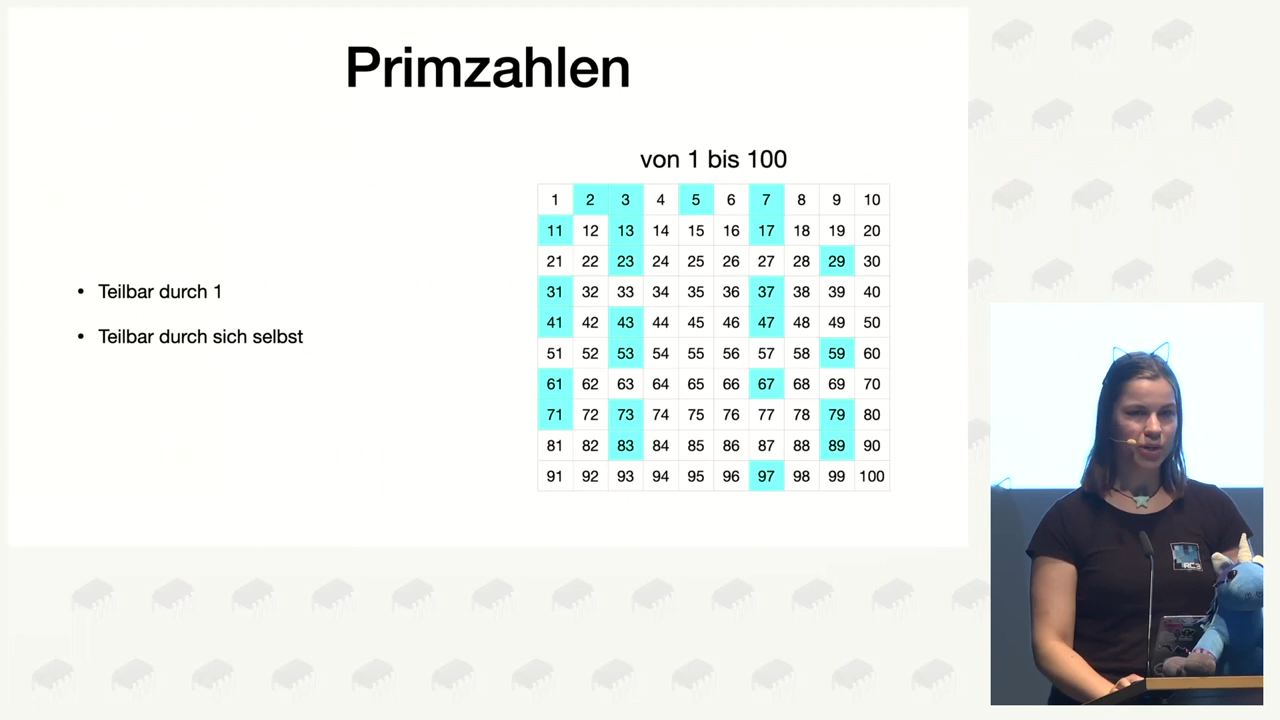 Primzahlen
von 1 bis 100
• Teilbar durch 1
• Teilbar durch sich selbst
1 2 3 4 5 6 7 8 9 10
11 12 13 14 15 16 17 18 19 20
21 22 23 24 25 26 27 28 29 30
31 32 33 34 35 36 37 38 39 40
41 42 43 44 45 46 47 48 49 50
51 52 53 54 55 56 57 58 59 60
61 62 63 64 65 66 67 68 69 70
71 72 73 74 75 76 77 78 79 80
81 82 83 84 85 86 87 88 89 90
91 92 93 94 95 96 97 98 99 100